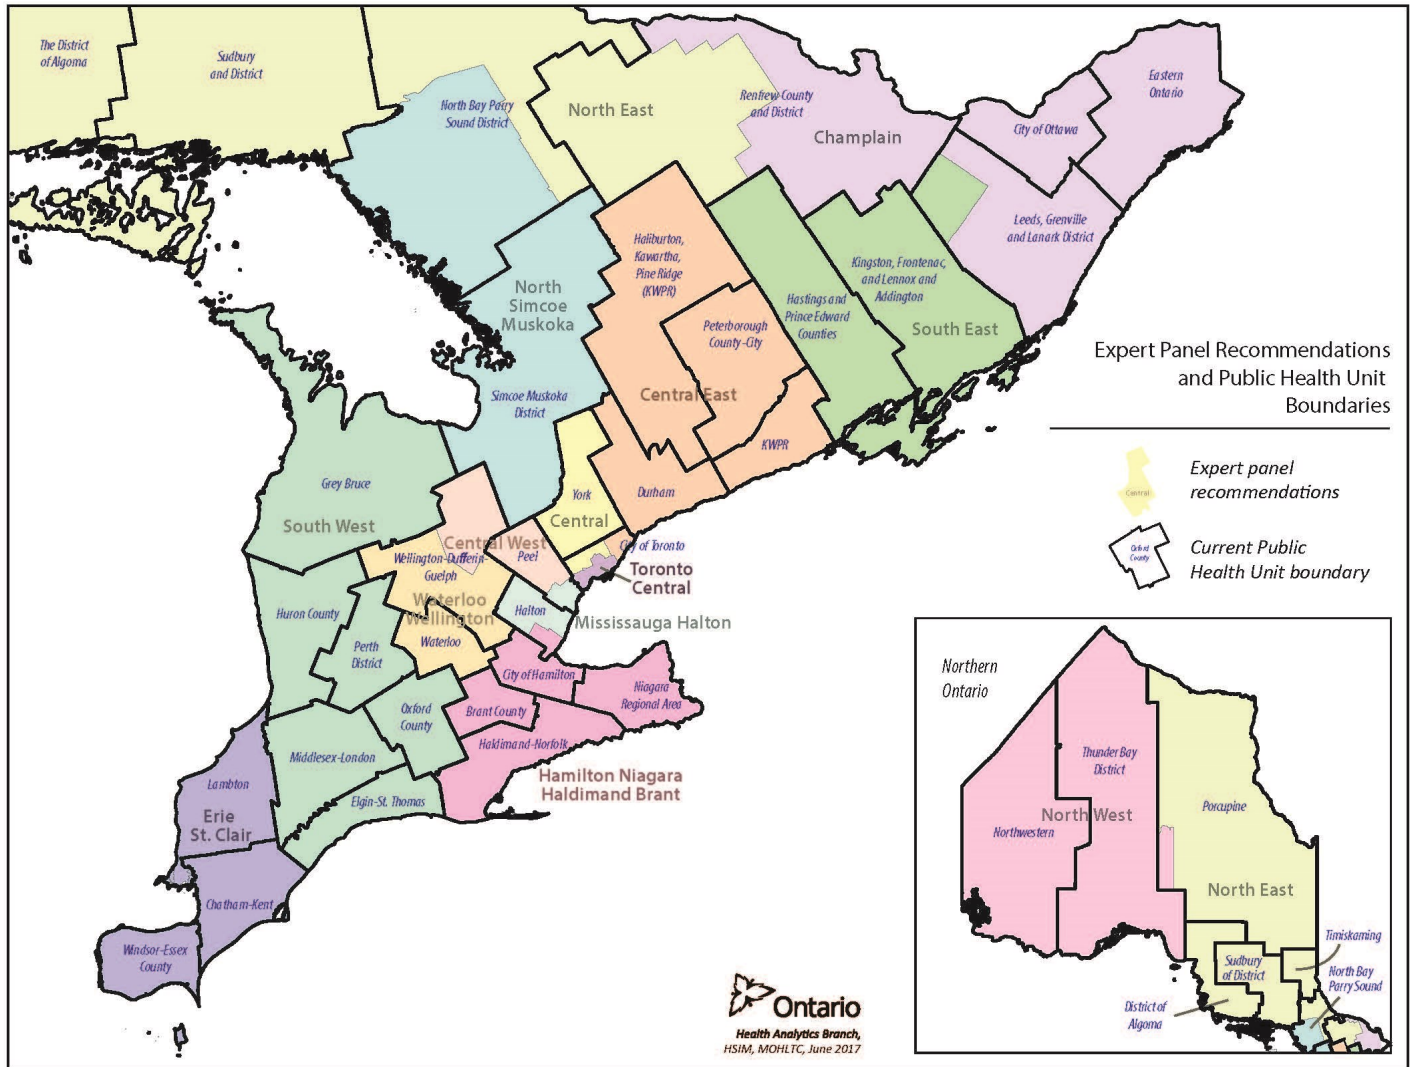 The District
of Algoma
Sudbury
and District
North Bay Parry
Sound District
North East
Renfrew County
and District
Champlain
City of Ottawa
Eastern
Ontario
Leeds, Grenville
and Lanark District
Haliburton,
Kawartha,
Pine Ridge
(KWPR)
Kingston, Frontenac,
and Lennox and
Addington
Hastings and
Prince Edward
Counties
South East
North
Simcoe
Muskoka
Peterborough
County-City
Central East
Simcoe Muskoka
District
KWPR
Grey Bruce
South West
York
Central
Durham
Central West
Peel
City of Toronto
Toronto
Central
Wellington-Dufferin-
Guelph
Waterloo
Wellington
Waterloo
Halton
Mississauga Halton
Huron County
Perth
District
City of Hamilton
Niagara
Regional Area
Oxford
County
Brant County
Haldimand-Norfolk
Middlesex-London
Hamilton Niagara
Haldimand Brant
Lambton
Elgin-St. Thomas
Erie
St. Clair
Chatham-Kent
Windsor-Essex
County
Expert Panel Recommendations
and Public Health Unit
Boundaries
Central
Expert panel
recommendations
Oxford
County
Current Public
Health Unit boundary
Northern
Ontario
Thunder Bay
District
North West
Northwestern
Porcupine
North East
Timiskaming
Sudbury
of District
North Bay
Parry Sound
District of
Algoma
Ontario
Health Analytics Branch,
HSIM, MOHLTC, June 2017